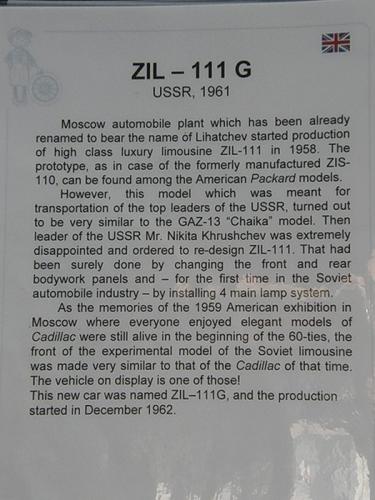 ZIL – 111 G
USSR, 1961
Moscow automobile plant which has been already
renamed to bear the name of Lihatchev started production
of high class luxury limousine ZIL-111 in 1958. The
prototype, as in case of the formerly manufactured ZIS-
110, can be found among the American Packard models.
However, this model which was meant for
transportation of the top leaders of the USSR, turned out
to be very similar to the GAZ-13 “Chaika” model. Then
leader of the USSR Mr. Nikita Khrushchev was extremely
disappointed and ordered to re-design ZIL-111. That had
been surely done by changing the front and rear
bodywork panels and – for the first time in the Soviet
automobile industry – by installing 4 main lamp system.
As the memories of the 1959 American exhibition in
Moscow where everyone enjoyed elegant models of
Cadillac were still alive in the beginning of the 60-ties, the
front of the experimental model of the Soviet limousine
was made very similar to that of the Cadillac of that time.
The vehicle on display is one of those!
This new car was named ZIL–111G, and the production
started in December 1962.